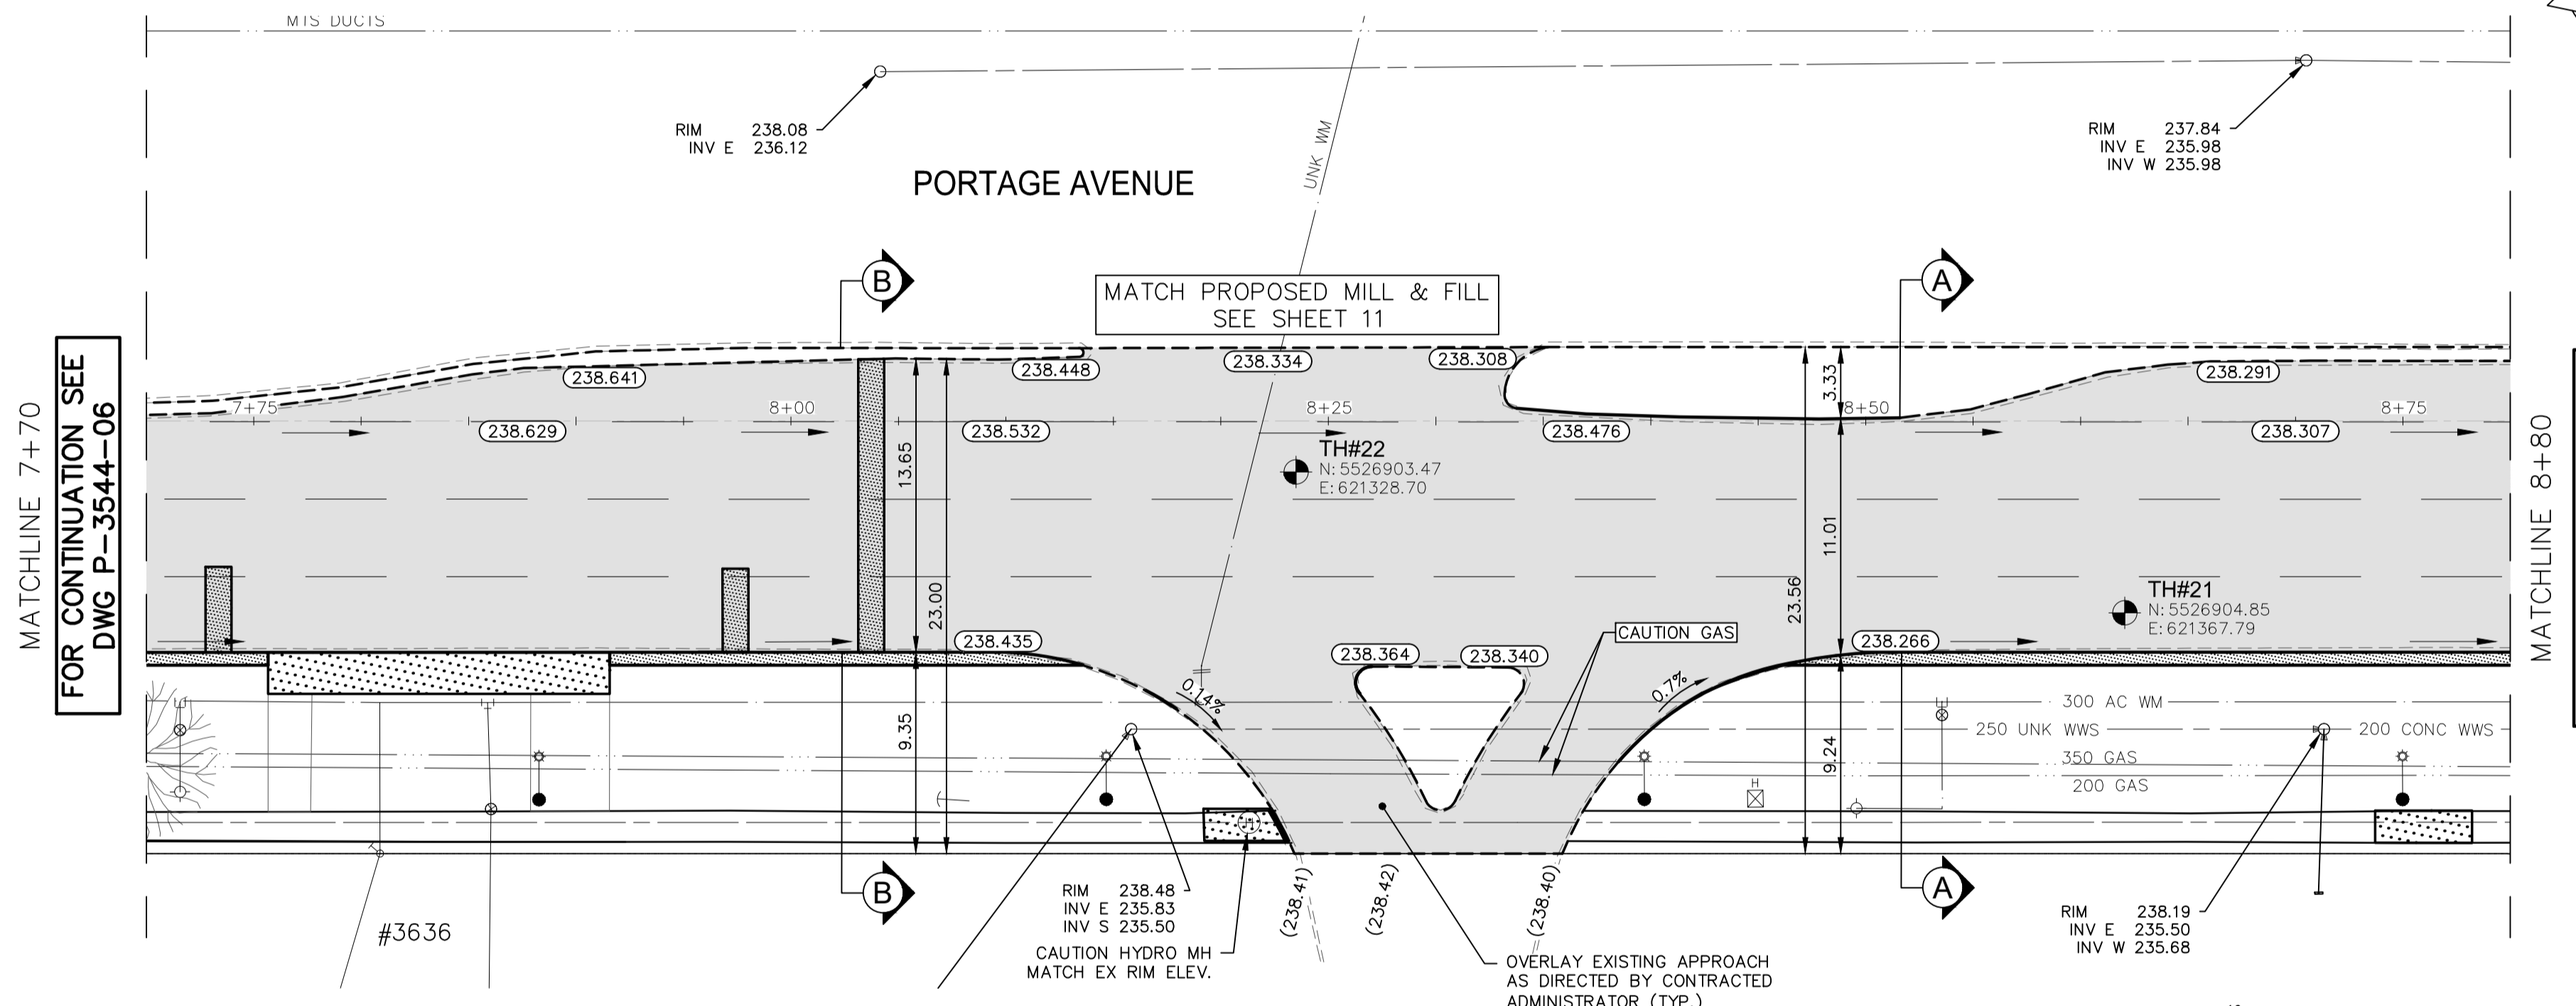 MTS DUCTS
RIM 238.08
INV E 236.12
RIM 237.84
INV E 235.98
INV W 235.98
PORTAGE AVENUE
UNK WM
B
A
MATCH PROPOSED MILL & FILL
SEE SHEET 11
MATCHLINE 7+70
FOR CONTINUATION SEE
DWG P-3544-06
MATCHLINE 8+80
238.641
238.448
238.334
238.308
238.291
7+75
8+00
8+25
8+50
8+75
238.629
238.532
238.476
238.307
3.33
13.65
23.00
11.01
23.56
TH#22
N: 5526903.47
E: 621328.70
TH#21
N: 5526904.85
E: 621367.79
238.435
238.364
238.340
238.266
CAUTION GAS
0.14%
0.7%
9.35
9.24
300 AC WM
250 UNK WWS
200 CONC WWS
350 GAS
200 GAS
H
H
B
A
RIM 238.48
INV E 235.83
INV S 235.50
CAUTION HYDRO MH
MATCH EX RIM ELEV.
(238.41)
(238.42)
(238.40)
RIM 238.19
INV E 235.50
INV W 235.68
#3636
OVERLAY EXISTING APPROACH
AS DIRECTED BY CONTRACTED
ADMINISTRATOR (TYP.)